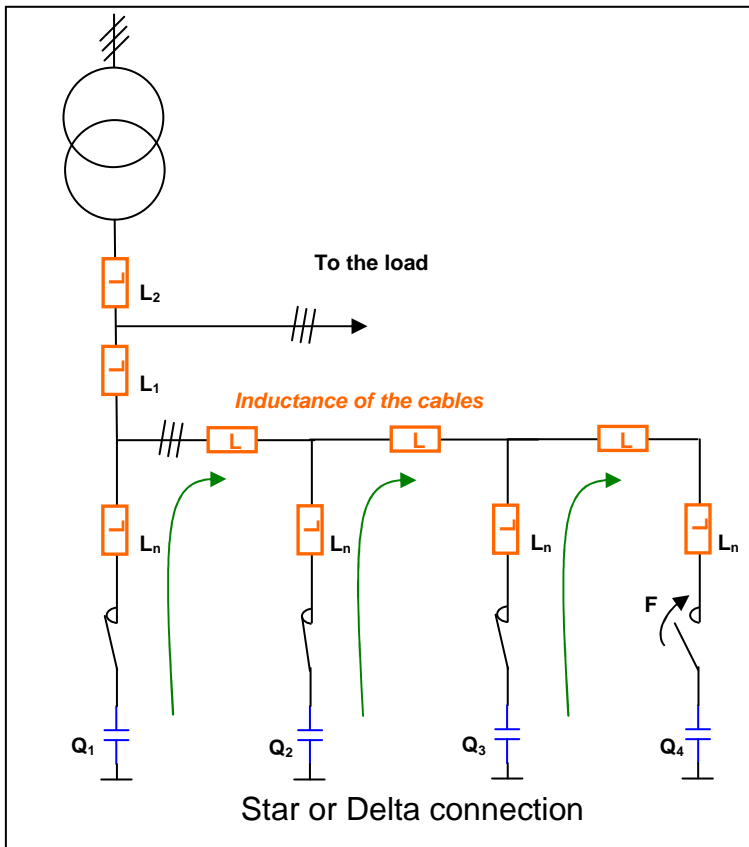 L₂
To the load
L₁
Inductance of the cables
L L L
Lₙ Lₙ Lₙ Lₙ
F
Q₁ Q₂ Q₃ Q₄
Star or Delta connection
L
L
L L L L